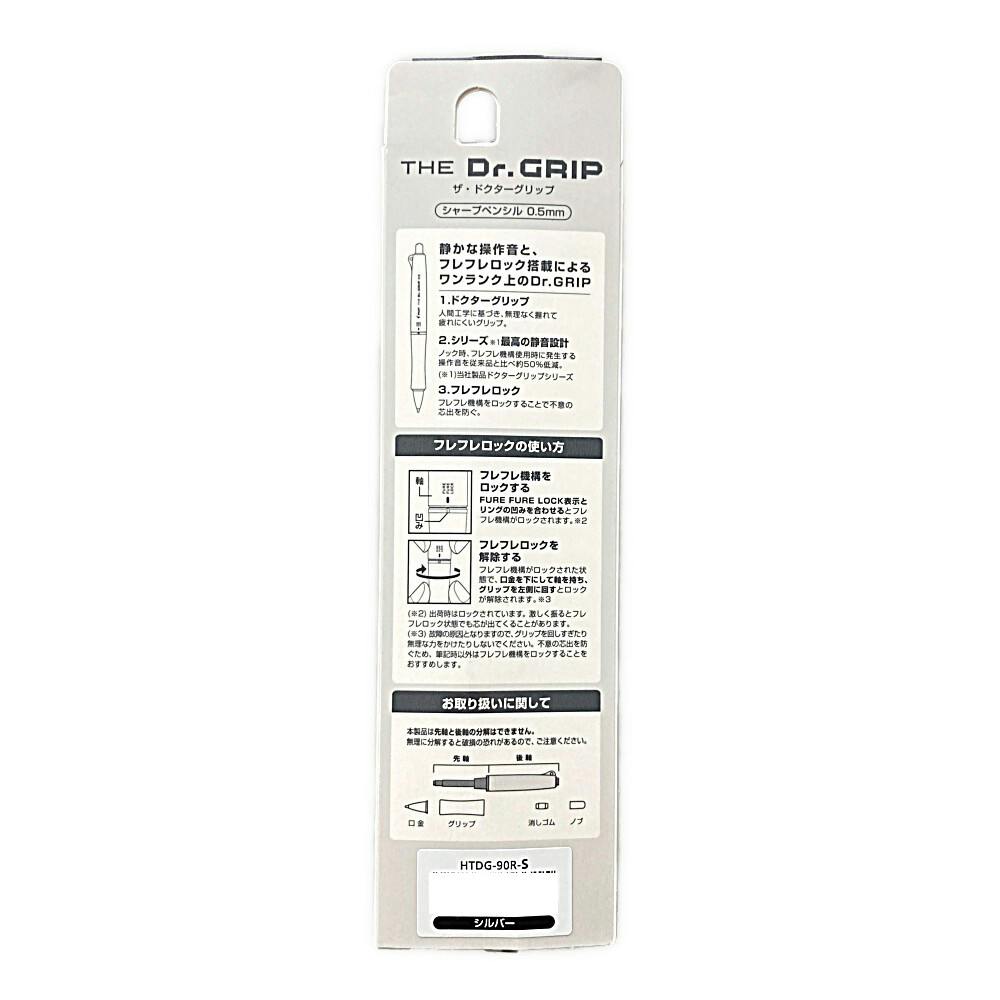 THE Dr.GRIP
ザ・ドクターグリップ
シャープペンシル 0.5mm
静かな操作音と、
フレフレロック搭載による
ワンランク上のDr.GRIP
1.ドクターグリップ
人間工学に基づき、無理なく握れて
疲れにくいグリップ。
2.シリーズ※1最高の静音設計
ノック時、フレフレ機構使用時に発生する
操作音を従来品と比べ約50%低減。
(※1)当社製品ドクターグリップシリーズ
3.フレフレロック
フレフレ機構をロックすることで不意の
芯出を防ぐ。
フレフレロックの使い方
軸
凹み
フレフレ機構を
ロックする
FURE FURE LOCK表示と
リングの凹みを合わせるとフレ
フレ機構がロックされます。※2
フレフレロックを
解除する
フレフレ機構がロックされた状
態で、口金を下にして軸を持ち、
グリップを左側に回すとロック
が解除されます。※3
(※2) 出荷時はロックされています。激しく振るとフレ
フレロック状態でも芯が出てくることがあります。
(※3) 故障の原因となりますので、グリップを回しすぎたり
無理な力をかけたりしないでください。不意の芯出を防
ぐため、筆記時以外はフレフレ機構をロックすることを
おすすめします。
お取り扱いに関して
本製品は先軸と後軸の分解はできません。
無理に分解すると破損の恐れがあるので、ご注意ください。
先軸 後軸
口金 グリップ 消しゴム ノブ
HTDG-90R-S
シルバー